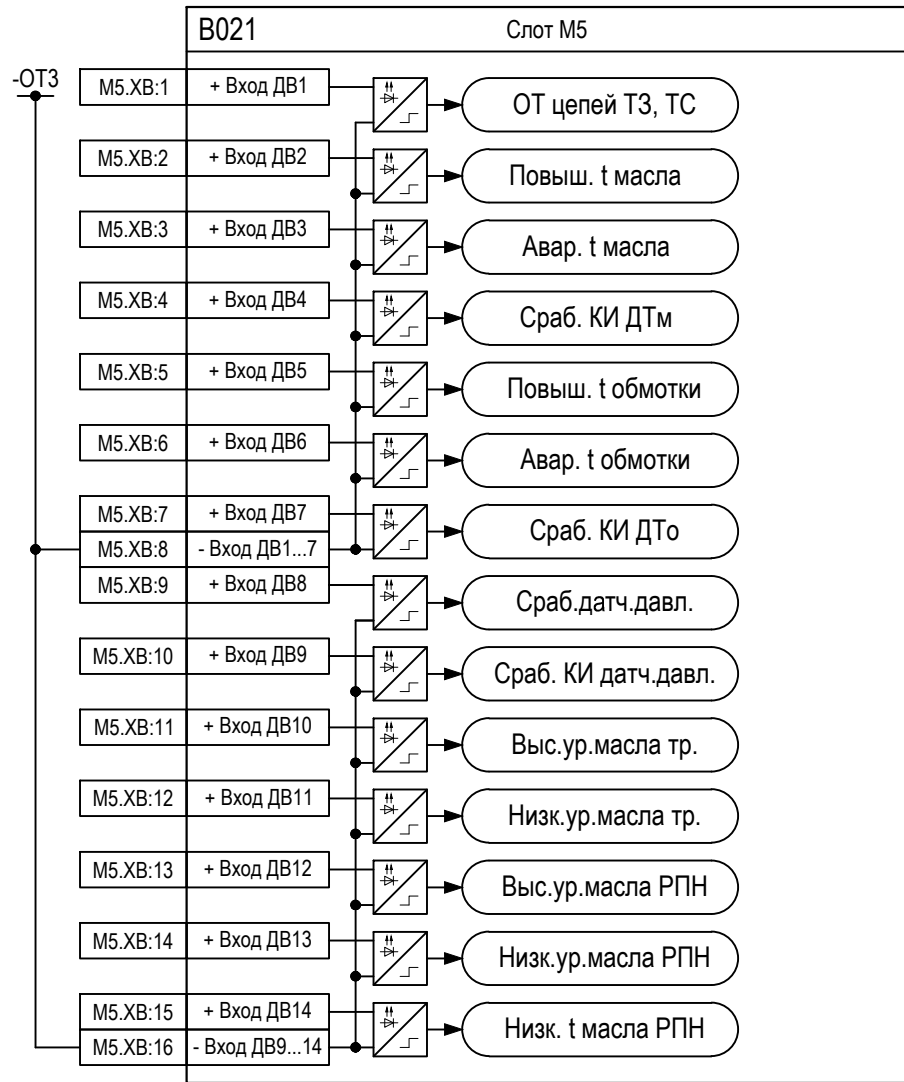 B021 Слот M5
-ОТ3
M5.XB:1 + Вход ДВ1 ОТ цепей ТЗ, ТС
M5.XB:2 + Вход ДВ2 Повыш. t масла
M5.XB:3 + Вход ДВ3 Авар. t масла
M5.XB:4 + Вход ДВ4 Сраб. КИ ДТм
M5.XB:5 + Вход ДВ5 Повыш. t обмотки
M5.XB:6 + Вход ДВ6 Авар. t обмотки
M5.XB:7 + Вход ДВ7 Сраб. КИ ДТо
M5.XB:8 - Вход ДВ1...7
M5.XB:9 + Вход ДВ8 Сраб.датч.давл.
M5.XB:10 + Вход ДВ9 Сраб. КИ датч.давл.
M5.XB:11 + Вход ДВ10 Выс.ур.масла тр.
M5.XB:12 + Вход ДВ11 Низк.ур.масла тр.
M5.XB:13 + Вход ДВ12 Выс.ур.масла РПН
M5.XB:14 + Вход ДВ13 Низк.ур.масла РПН
M5.XB:15 + Вход ДВ14 Низк. t масла РПН
M5.XB:16 - Вход ДВ9...14